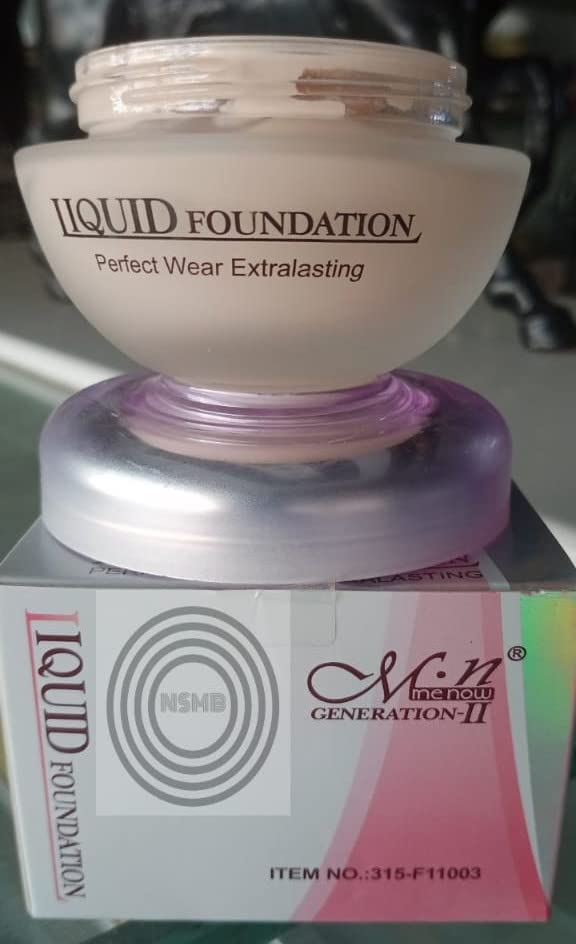 LIQUID FOUNDATION
Perfect Wear Extralasting
LIQUID FOUNDATION
NSMB
M.n®
me now
GENERATION-II
ITEM NO.:315-F11003